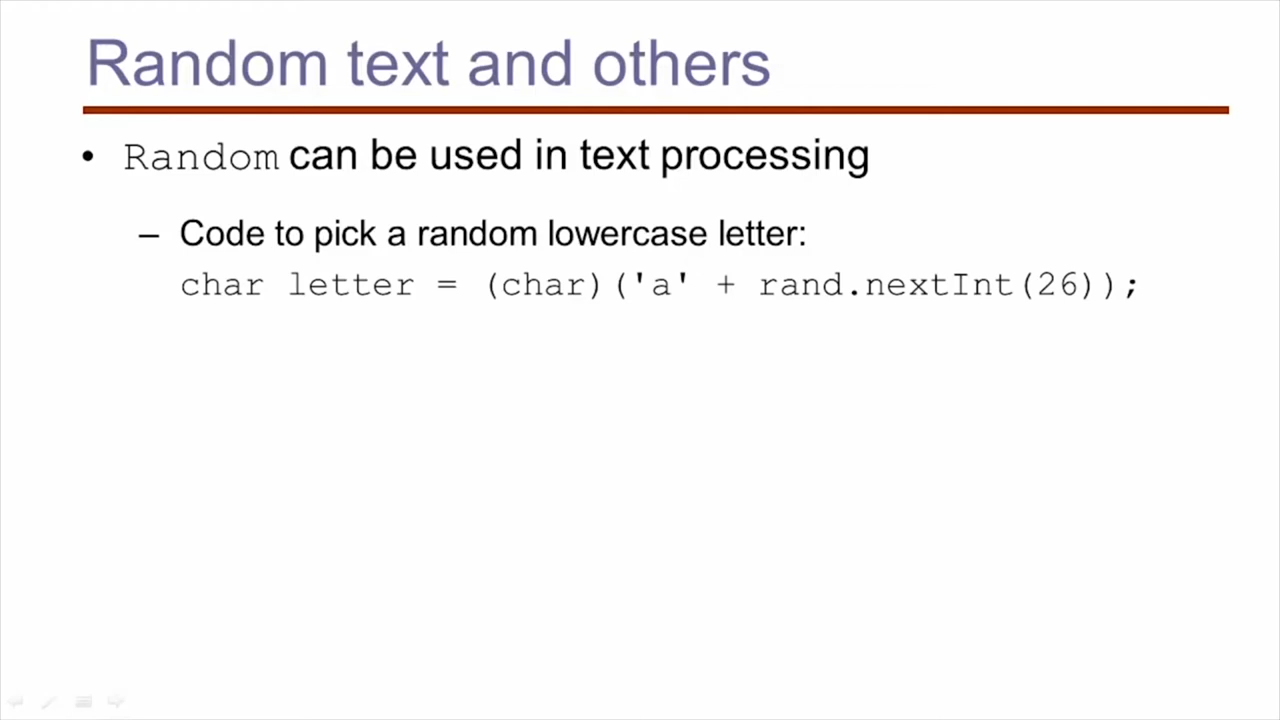 Random text and others
• Random can be used in text processing
– Code to pick a random lowercase letter:
char letter = (char)('a' + rand.nextInt(26));